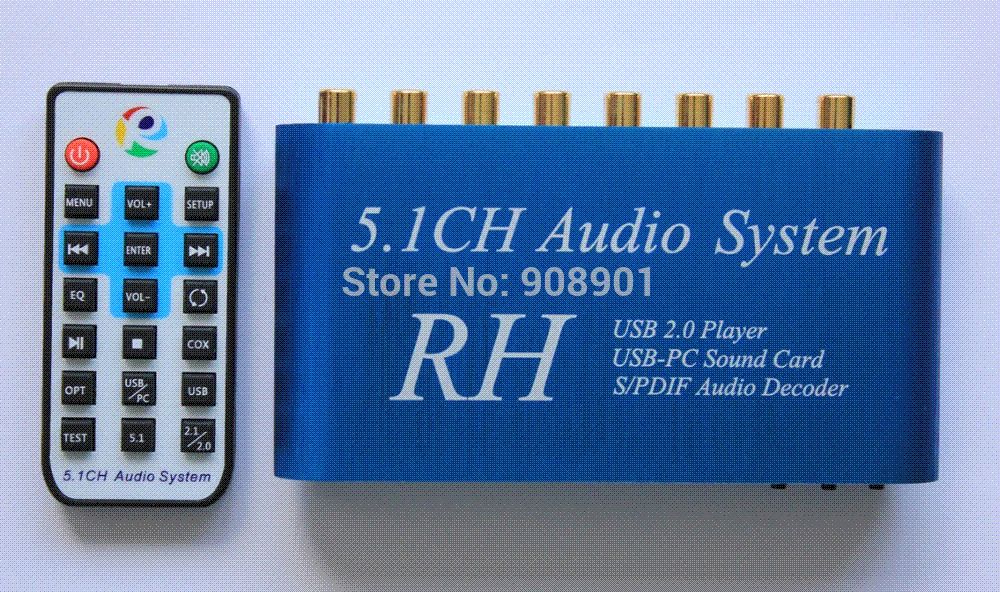 MENU VOL+ SETUP
ENTER
EQ VOL-
COX
OPT USB/PC USB
TEST 5.1 2.1/2.0
5.1CH Audio System
5.1CH Audio System
Store No: 908901
RH
USB 2.0 Player
USB-PC Sound Card
S/PDIF Audio Decoder